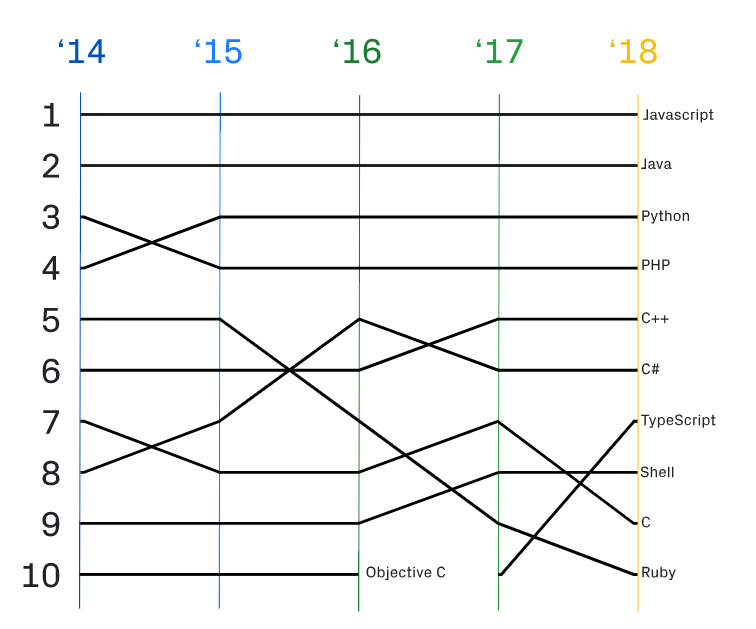 ‘14 ‘15 ‘16 ‘17 ‘18
1 Javascript
2 Java
3 Python
4 PHP
5 C++
6 C#
7 TypeScript
8 Shell
9 C
10 Objective C Ruby